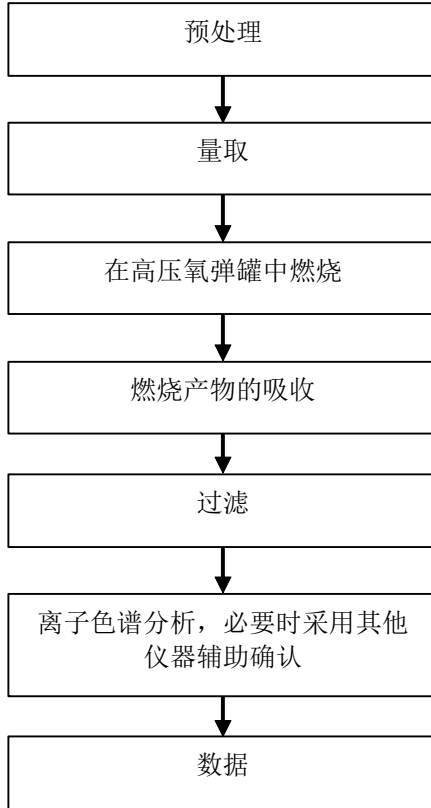 预处理
量取
在高压氧弹罐中燃烧
燃烧产物的吸收
过滤
离子色谱分析，必要时采用其他
仪器辅助确认
数据